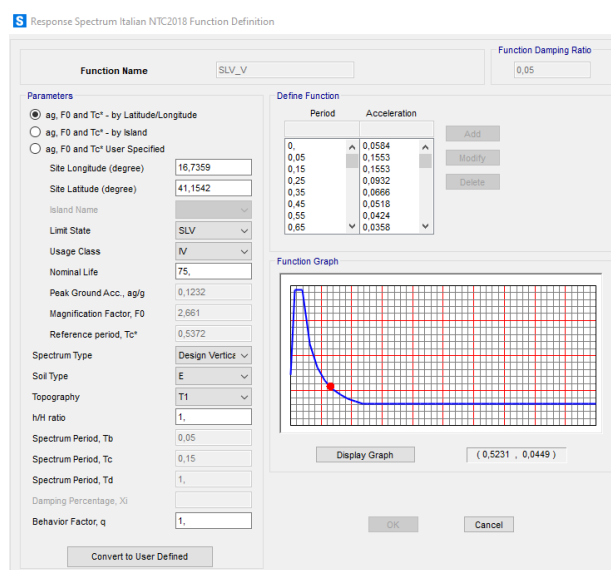 S Response Spectrum Italian NTC2018 Function Definition
Function Damping Ratio
Function Name SLV_V 0,05
Parameters
ag, F0 and Tc* - by Latitude/Longitude
ag, F0 and Tc* - by Island
ag, F0 and Tc* User Specified
Site Longitude (degree) 16,7359
Site Latitude (degree) 41,1542
Island Name
Limit State SLV
Usage Class IV
Nominal Life 75,
Peak Ground Acc., ag/g 0,1232
Magnification Factor, F0 2,661
Reference period, Tc* 0,5372
Spectrum Type Design Vertica
Soil Type E
Topography T1
h/H ratio 1,
Spectrum Period, Tb 0,05
Spectrum Period, Tc 0,15
Spectrum Period, Td 1,
Damping Percentage, Xi
Behavior Factor, q 1,
Convert to User Defined
Define Function
Period Acceleration
0, 0,0584
0,05 0,1553
0,15 0,1553
0,25 0,0932
0,35 0,0666
0,45 0,0518
0,55 0,0424
0,65 0,0358
Add
Modify
Delete
Function Graph
Display Graph ( 0,5231 , 0,0449 )
OK Cancel